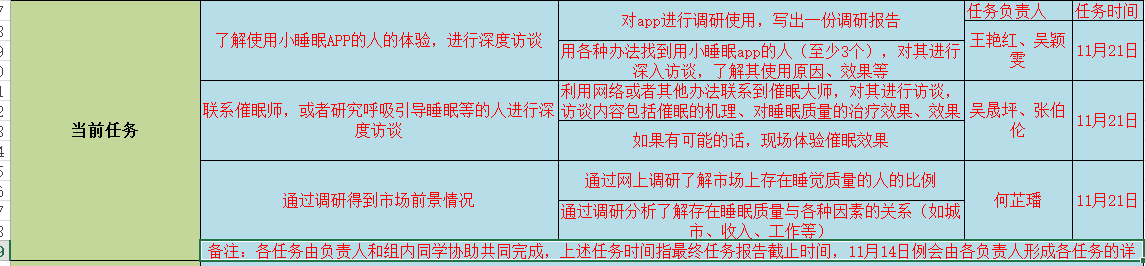 任务负责人 任务时间
当前任务
了解使用小睡眠APP的人的体验，进行深度访谈
对app进行调研使用，写出一份调研报告
用各种办法找到用小睡眠app的人（至少3个），对其进行
深入访谈，了解其使用原因、效果等
王艳红、吴颖
雯
11月21日
联系催眠师，或者研究呼吸引导睡眠等的人进行深
度访谈
利用网络或者其他办法联系到催眠大师，对其进行访谈，
访谈内容包括催眠的机理、对睡眠质量的治疗效果、效果
如果有可能的话，现场体验催眠效果
吴晟坪、张伯
伦
11月21日
通过调研得到市场前景情况
通过网上调研了解市场上存在睡觉质量的人的比例
通过调研分析了解存在睡眠质量与各种因素的关系（如城
市、收入、工作等）
何芷璠
11月21日
备注：各任务由负责人和组内同学协助共同完成，上述任务时间指最终任务报告截止时间，11月14日例会由各负责人形成各任务的详